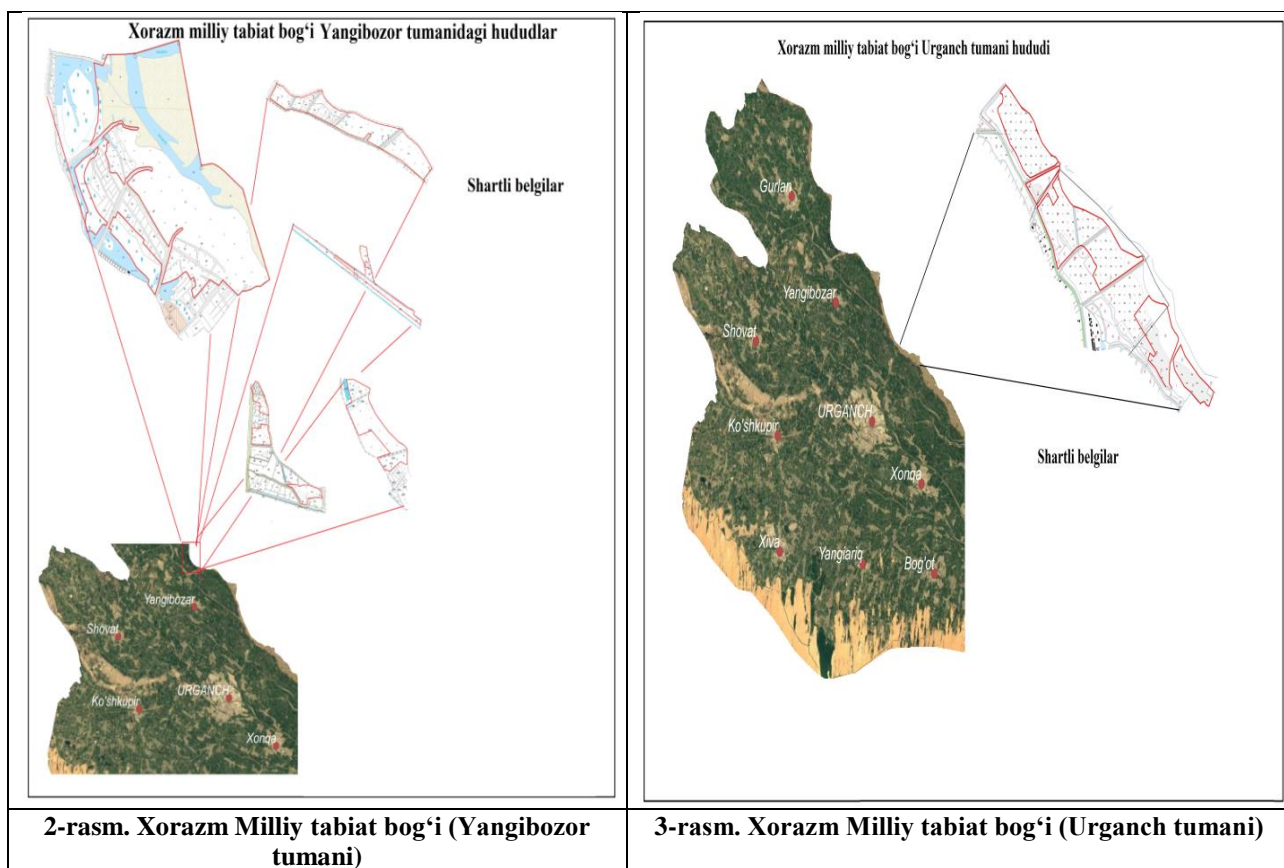 Xorazm milliy tabiat bog‘i Yangibozor tumanidagi hududlar
Shartli belgilar
Yangibozar
Shovat
Ko'shkupir
URGANCH
Xonqa
2-rasm. Xorazm Milliy tabiat bog‘i (Yangibozor
tumani)
Xorazm milliy tabiat bog‘i Urganch tumani hududi
Gurlan
Yangibozar
Shovat
URGANCH
Ko'shkupir
Xonqa
Xiva
Yangiariq
Bog'ot
Shartli belgilar
3-rasm. Xorazm Milliy tabiat bog‘i (Urganch tumani)